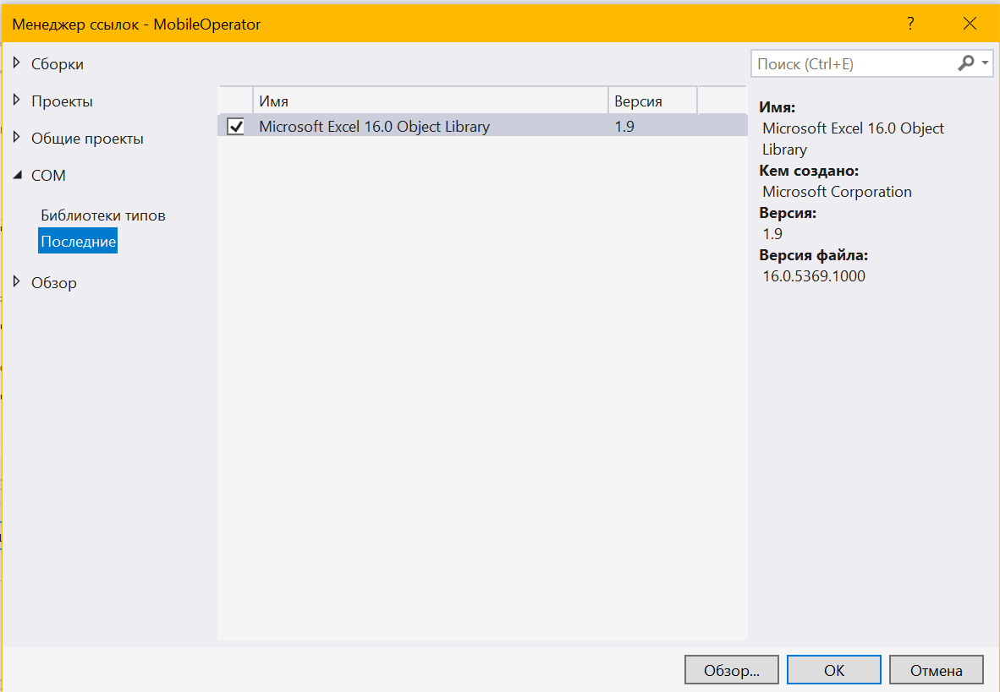 Менеджер ссылок - MobileOperator
?
Сборки
Проекты
Общие проекты
COM
Библиотеки типов
Последние
Обзор
Имя Версия
Microsoft Excel 16.0 Object Library 1.9
Поиск (Ctrl+E)
Имя:
Microsoft Excel 16.0 Object
Library
Кем создано:
Microsoft Corporation
Версия:
1.9
Версия файла:
16.0.5369.1000
Обзор... ОК Отмена